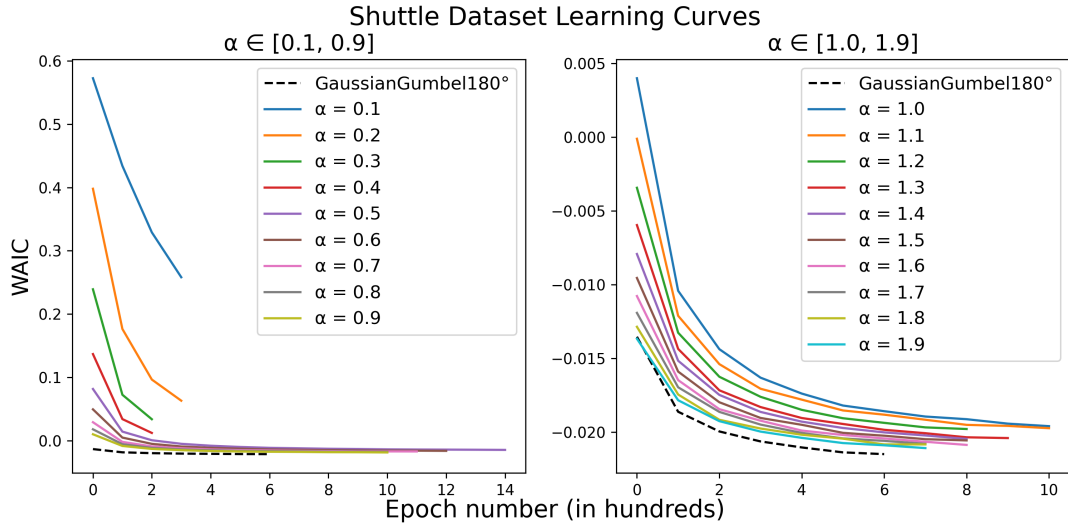 Shuttle Dataset Learning Curves
α ∈ [0.1, 0.9]
α ∈ [1.0, 1.9]
WAIC
0.6
0.5
0.4
0.3
0.2
0.1
0.0
0 2 4 6 8 10 12 14
GaussianGumbel180°
α = 0.1
α = 0.2
α = 0.3
α = 0.4
α = 0.5
α = 0.6
α = 0.7
α = 0.8
α = 0.9
0.005
0.000
−0.005
−0.010
−0.015
−0.020
0 2 4 6 8 10
GaussianGumbel180°
α = 1.0
α = 1.1
α = 1.2
α = 1.3
α = 1.4
α = 1.5
α = 1.6
α = 1.7
α = 1.8
α = 1.9
Epoch number (in hundreds)